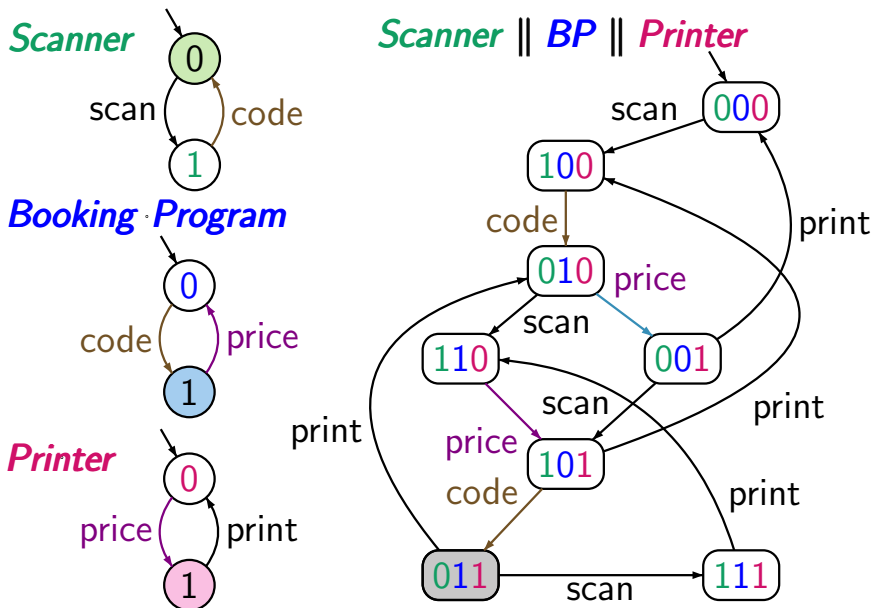 Scanner
0
scan
code
1
Booking Program
0
code
price
1
Printer
0
price
print
1
Scanner || BP || Printer
000
scan
100
code
print
010
price
scan
110
001
scan
print
print
price
101
code
print
011
111
scan